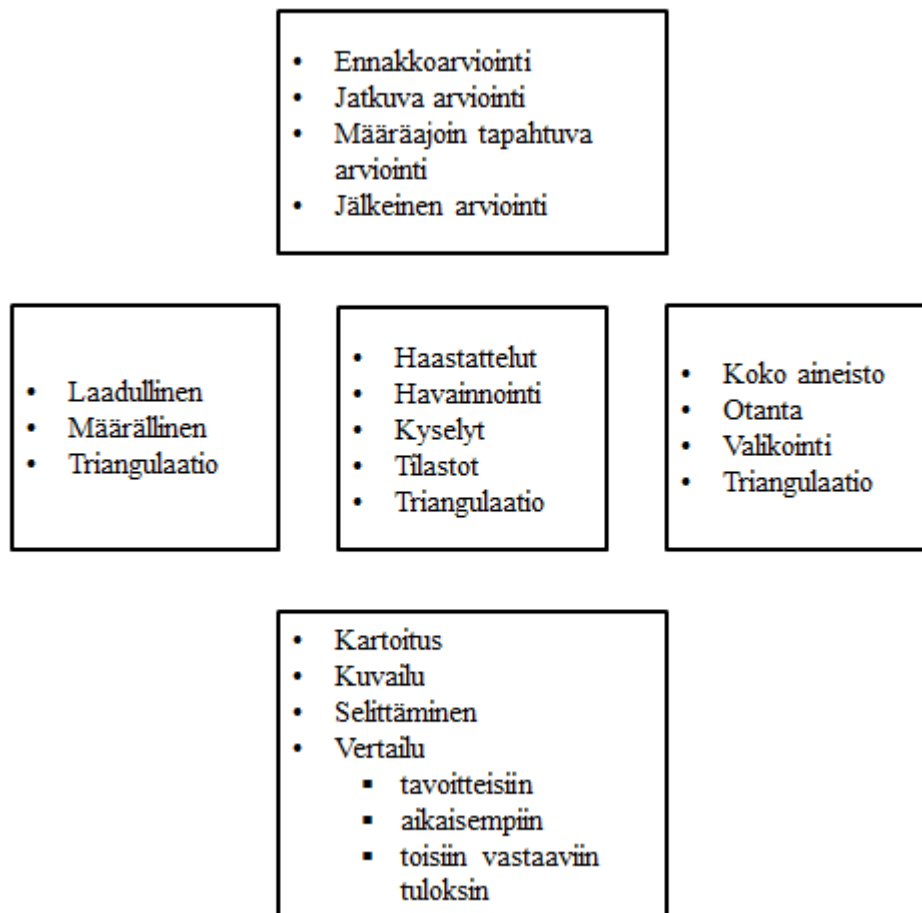 • Ennakkoarviointi
• Jatkuva arviointi
• Määräajoin tapahtuva
arviointi
• Jälkeinen arviointi
• Laadullinen
• Määrällinen
• Triangulaatio
• Haastattelut
• Havainnointi
• Kyselyt
• Tilastot
• Triangulaatio
• Koko aineisto
• Otanta
• Valikointi
• Triangulaatio
• Kartoitus
• Kuvailu
• Selittäminen
• Vertailu
▪ tavoitteisiin
▪ aikaisempiin
▪ toisiin vastaaviin
tuloksin